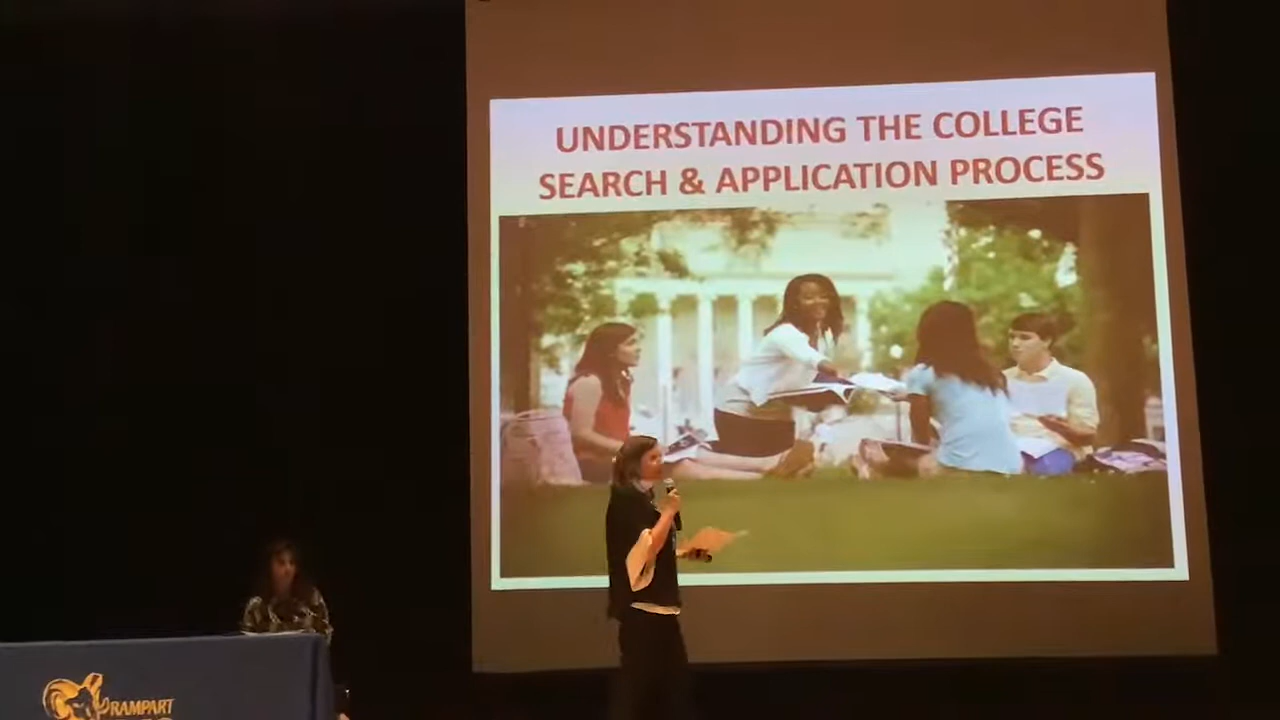 UNDERSTANDING THE COLLEGE
SEARCH & APPLICATION PROCESS
RAMPART